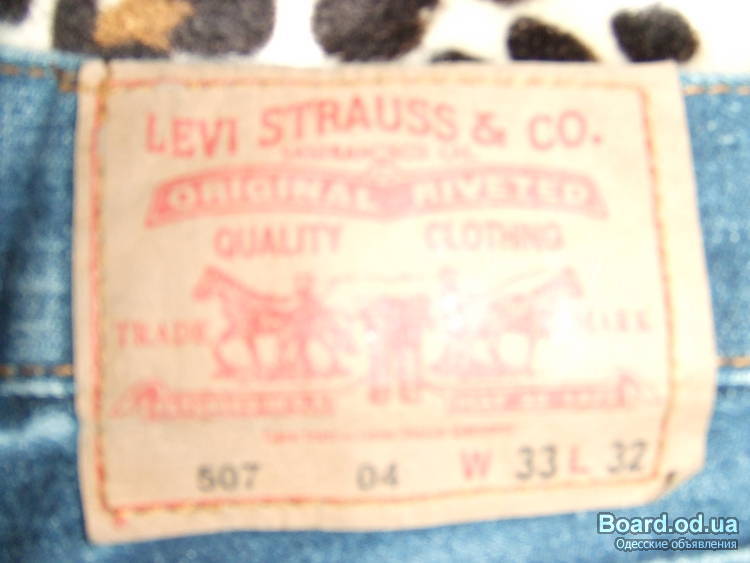 LEVI STRAUSS & CO.
ORIGINAL RIVETED
QUALITY CLOTHING
TRADE MARK
507 04 W 33 L 32
Board.od.ua
Одесские объявления